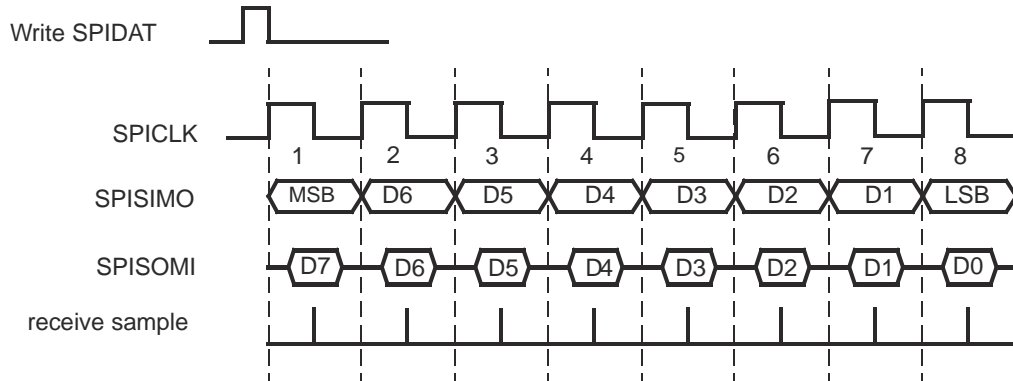 Write SPIDAT
SPICLK
1 2 3 4 5 6 7 8
SPISIMO MSB D6 D5 D4 D3 D2 D1 LSB
SPISOMI D7 D6 D5 D4 D3 D2 D1 D0
receive sample